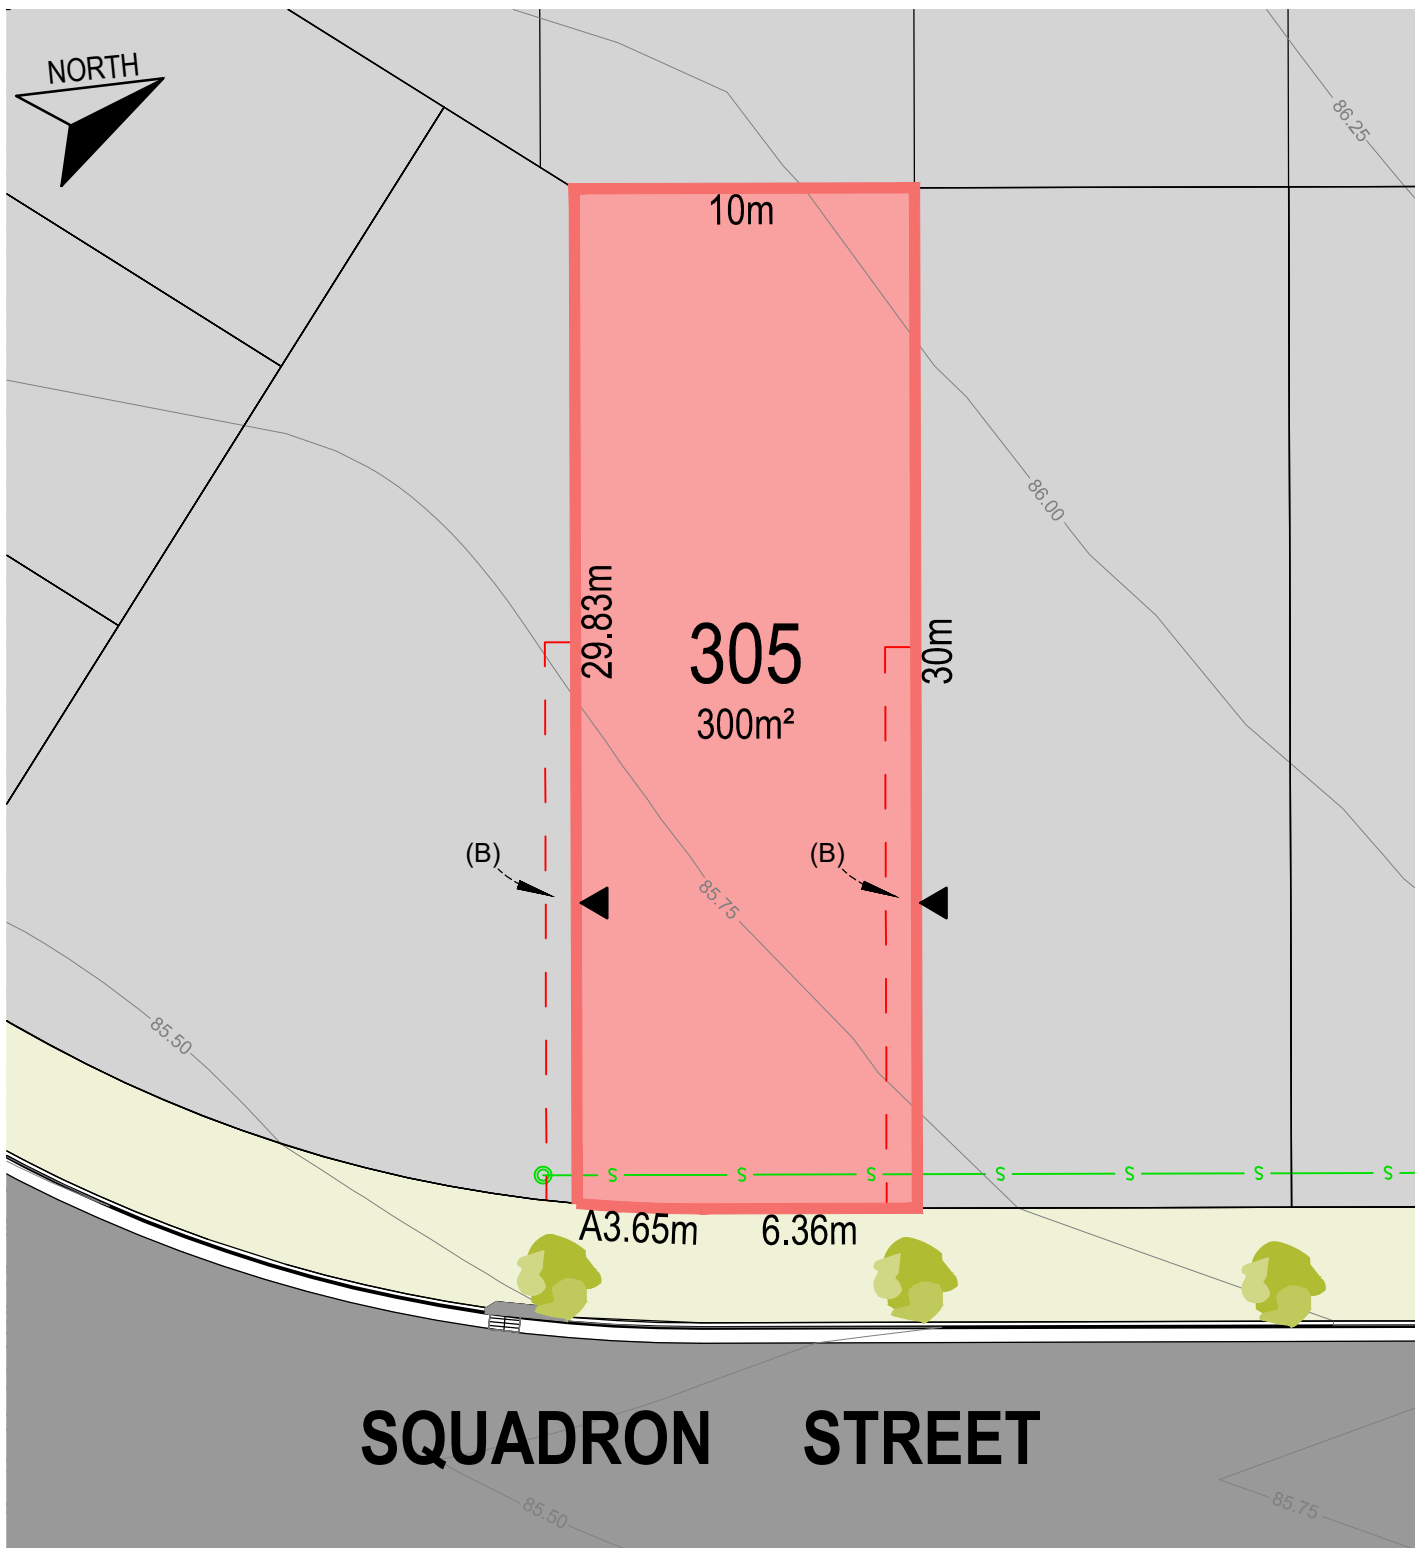 NORTH
86.25
10m
86.00
29.83m
305
30m
300m²
(B)
(B)
85.75
85.50
S S S S S S S
A3.65m 6.36m
SQUADRON STREET
85.50
85.75